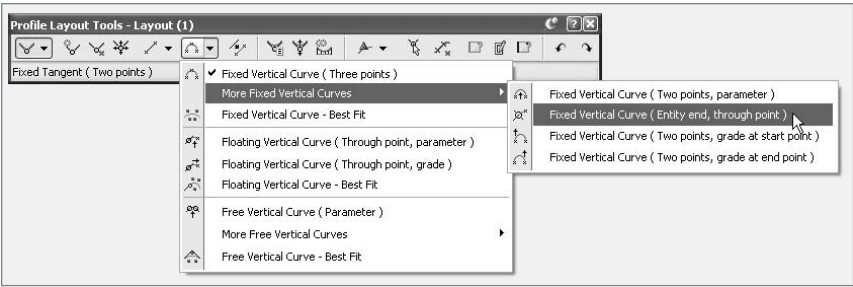 Profile Layout Tools - Layout (1)
Fixed Tangent ( Two points )
Fixed Vertical Curve ( Three points )
More Fixed Vertical Curves
Fixed Vertical Curve - Best Fit
Floating Vertical Curve ( Through point, parameter )
Floating Vertical Curve ( Through point, grade )
Floating Vertical Curve - Best Fit
Free Vertical Curve ( Parameter )
More Free Vertical Curves
Free Vertical Curve - Best Fit
Fixed Vertical Curve ( Two points, parameter )
Fixed Vertical Curve ( Entity end, through point )
Fixed Vertical Curve ( Two points, grade at start point )
Fixed Vertical Curve ( Two points, grade at end point )